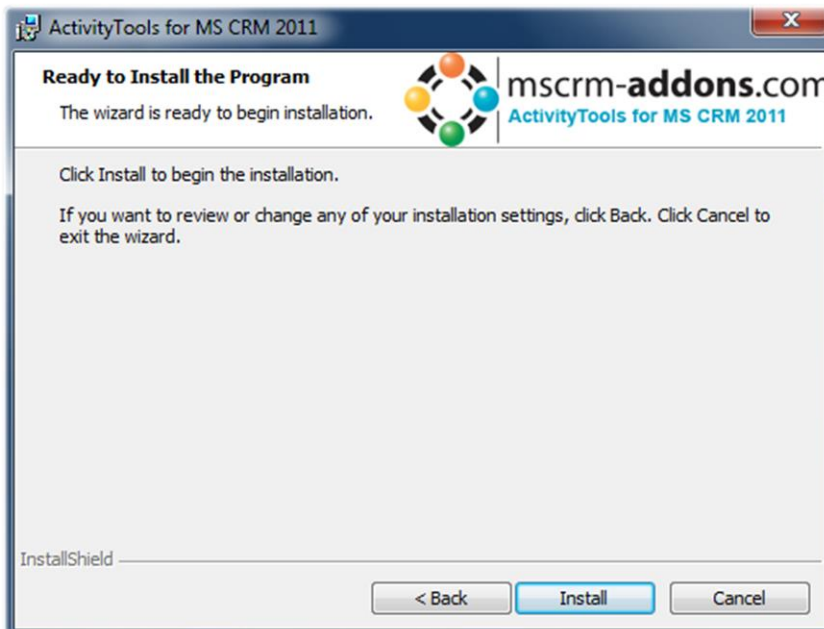 ActivityTools for MS CRM 2011
Ready to Install the Program
The wizard is ready to begin installation.
mscrm-addons.com
ActivityTools for MS CRM 2011
Click Install to begin the installation.
If you want to review or change any of your installation settings, click Back. Click Cancel to
exit the wizard.
InstallShield
< Back
Install
Cancel